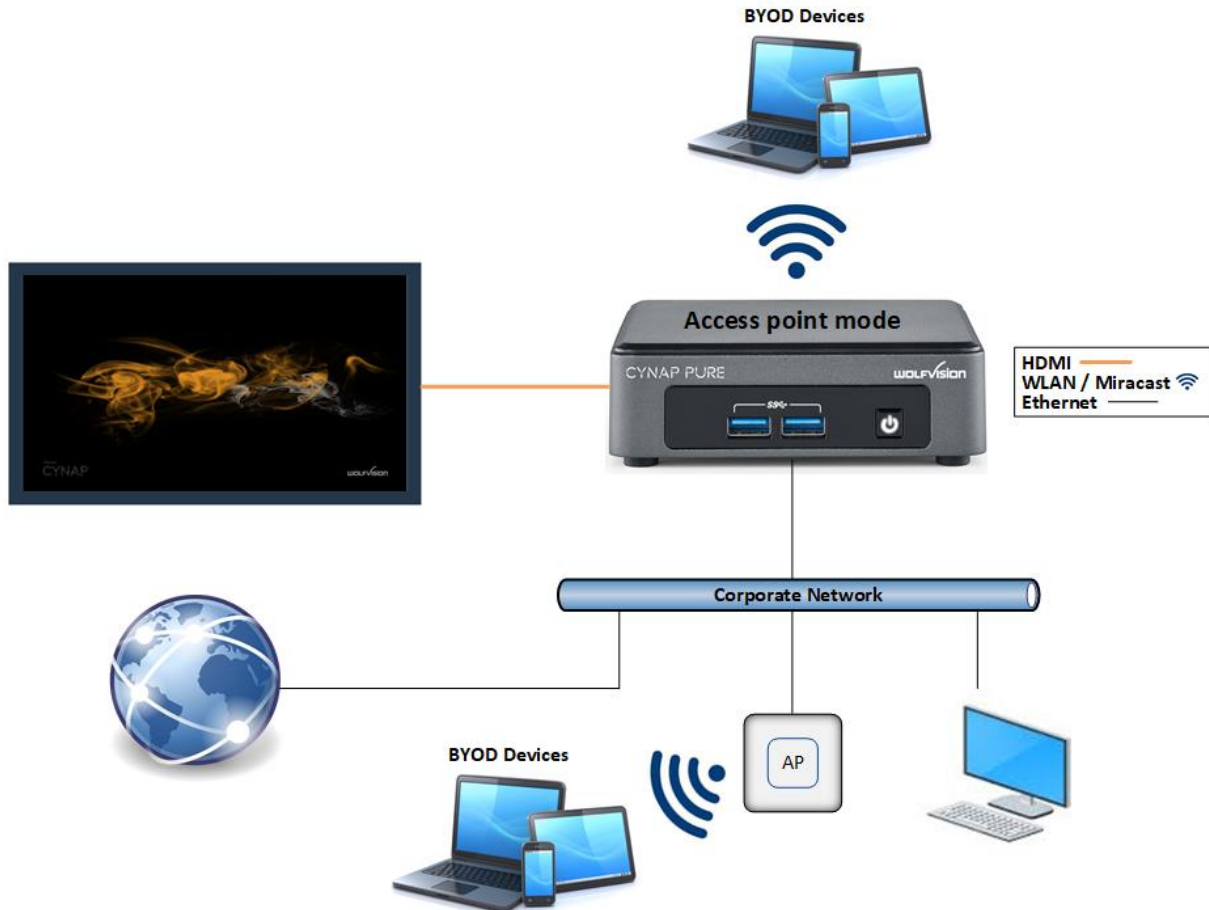 BYOD Devices
Access point mode
CYNAP PURE
WOLFVISION
SS
HDMI
WLAN / Miracast
Ethernet
CYNAP
WOLFVISION
Corporate Network
BYOD Devices
AP